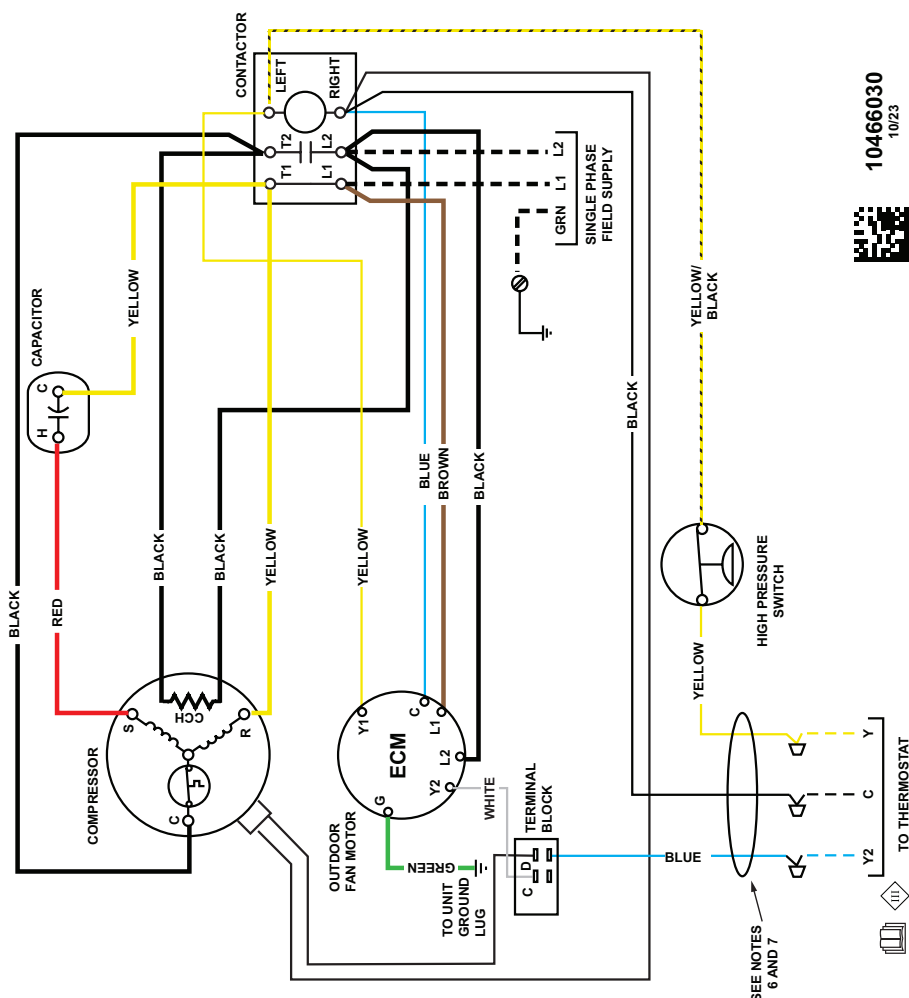 BLACK
COMPRESSOR
S
R
C
CCH
RED
CAPACITOR
H
C
YELLOW
BLACK
BLACK
YELLOW
CONTACTOR
LEFT
RIGHT
T2
L2
T1
L1
OUTDOOR
FAN MOTOR
ECM
Y1
C
L1
L2
Y2
G
YELLOW
BLUE
BROWN
BLACK
GREEN
TO UNIT
GROUND
LUG
WHITE
TERMINAL
BLOCK
C
D
GRN
L1
L2
SINGLE PHASE
FIELD SUPPLY
BLACK
YELLOW/
BLACK
HIGH PRESSURE
SWITCH
YELLOW
BLUE
SEE NOTES
6 AND 7
Y2
C
Y
TO THERMOSTAT
III
10466030
10/23